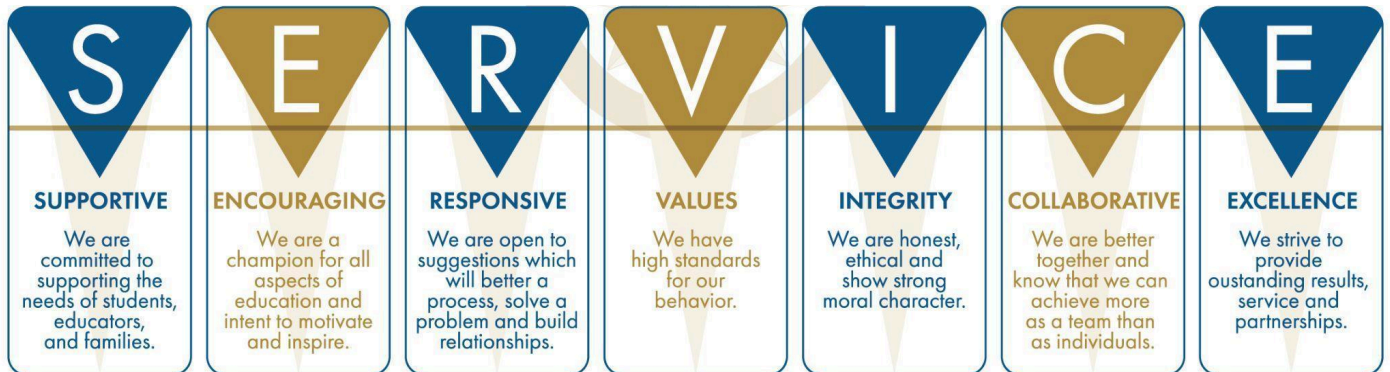 S
SUPPORTIVE
We are
committed to
supporting the
needs of students,
educators,
and families.
E
ENCOURAGING
We are a
champion for all
aspects of
education and
intent to motivate
and inspire.
R
RESPONSIVE
We are open to
suggestions which
will better a
process, solve a
problem and build
relationships.
V
VALUES
We have
high standards
for our
behavior.
I
INTEGRITY
We are honest,
ethical and
show strong
moral character.
C
COLLABORATIVE
We are better
together and
know that we can
achieve more
as a team than
as individuals.
E
EXCELLENCE
We strive to
provide
oustanding results,
service and
partnerships.